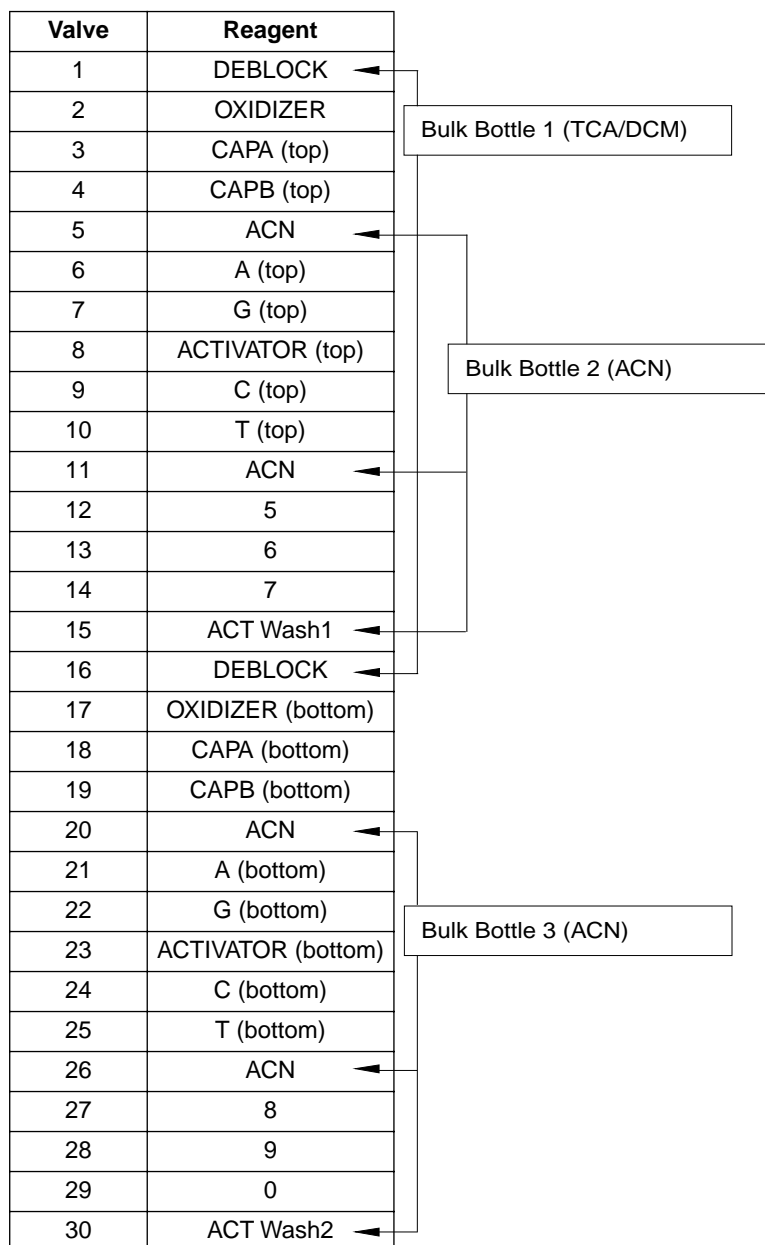 Valve Reagent
1 DEBLOCK
2 OXIDIZER
3 CAPA (top)
4 CAPB (top)
5 ACN
6 A (top)
7 G (top)
8 ACTIVATOR (top)
9 C (top)
10 T (top)
11 ACN
12 5
13 6
14 7
15 ACT Wash1
16 DEBLOCK
17 OXIDIZER (bottom)
18 CAPA (bottom)
19 CAPB (bottom)
20 ACN
21 A (bottom)
22 G (bottom)
23 ACTIVATOR (bottom)
24 C (bottom)
25 T (bottom)
26 ACN
27 8
28 9
29 0
30 ACT Wash2
Bulk Bottle 1 (TCA/DCM)
Bulk Bottle 2 (ACN)
Bulk Bottle 3 (ACN)